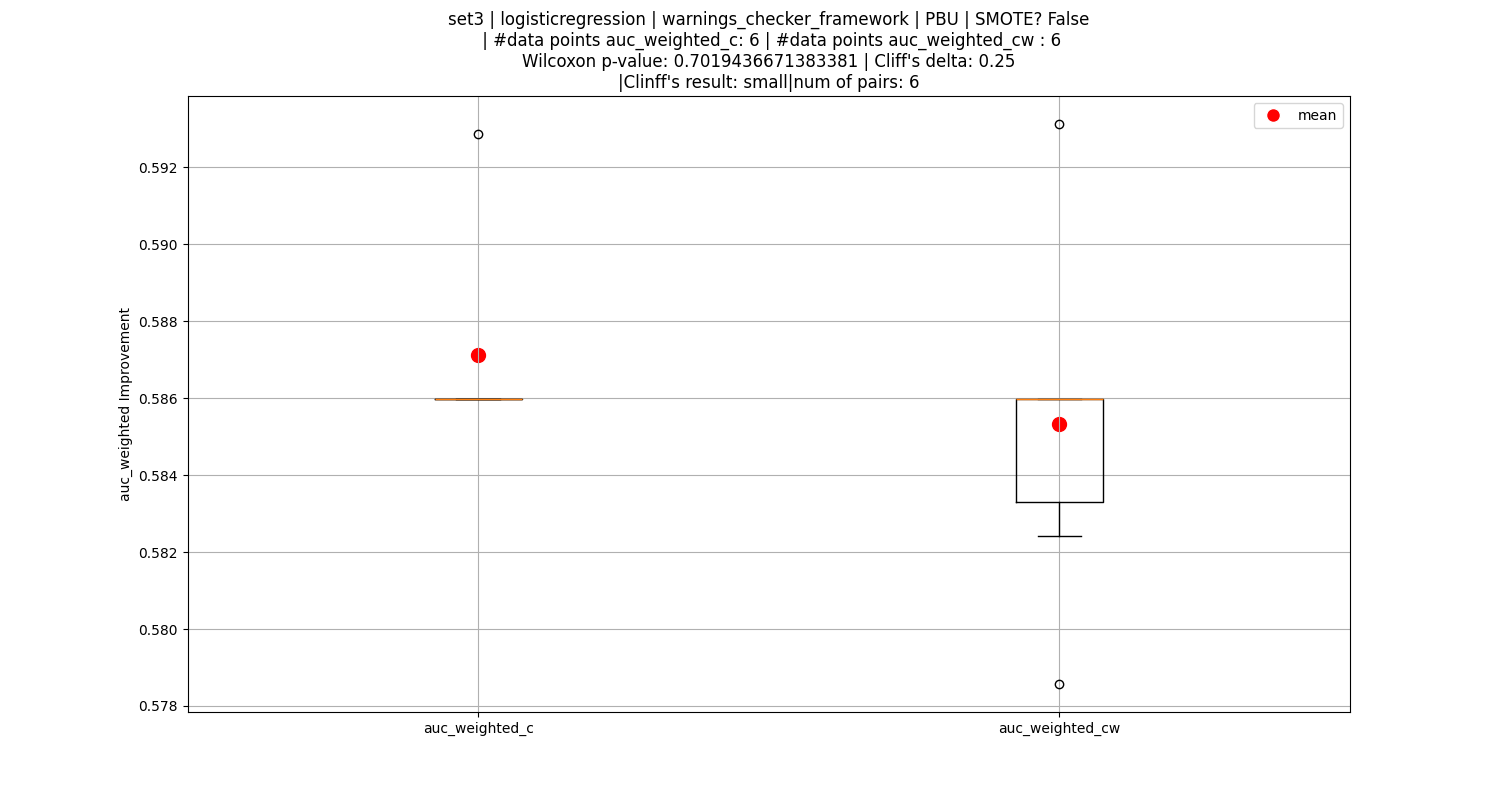 set3 | logisticregression | warnings_checker_framework | PBU | SMOTE? False
| #data points auc_weighted_c: 6 | #data points auc_weighted_cw : 6
Wilcoxon p-value: 0.7019436671383381 | Cliff's delta: 0.25
|Clinff's result: small|num of pairs: 6
mean
auc_weighted Improvement
0.592
0.590
0.588
0.586
0.584
0.582
0.580
0.578
auc_weighted_c
auc_weighted_cw